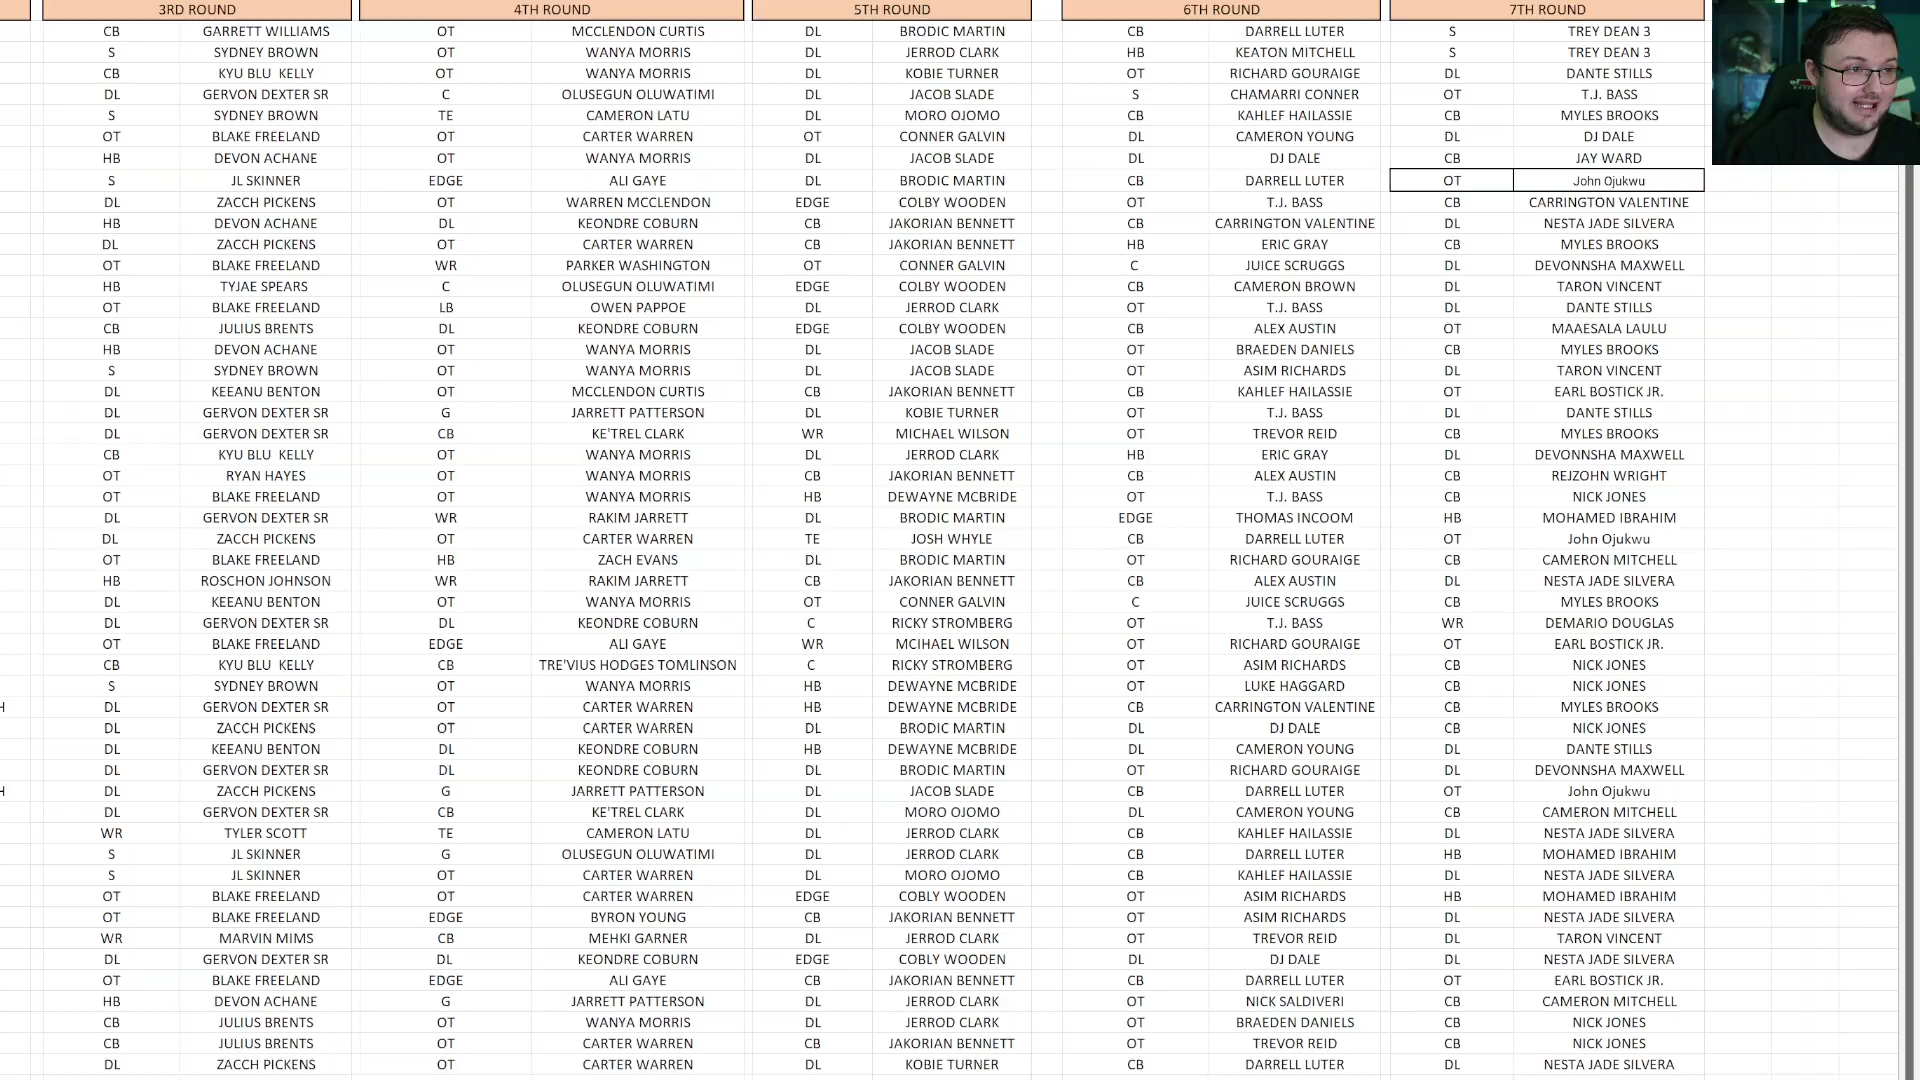 3RD ROUND 4TH ROUND 5TH ROUND 6TH ROUND 7TH ROUND
CB GARRETT WILLIAMS OT MCCLENDON CURTIS DL BRODIC MARTIN CB DARRELL LUTER S TREY DEAN 3
S SYDNEY BROWN OT WANYA MORRIS DL JERROD CLARK HB KEATON MITCHELL S TREY DEAN 3
CB KYU BLU KELLY OT WANYA MORRIS DL KOBIE TURNER OT RICHARD GOURAIGE DL DANTE STILLS
DL GERVON DEXTER SR C OLUSEGUN OLUWATIMI DL JACOB SLADE S CHAMARRI CONNER OT T.J. BASS
S SYDNEY BROWN TE CAMERON LATU DL MORO OJOMO CB KAHLEF HAILASSIE CB MYLES BROOKS
OT BLAKE FREELAND OT CARTER WARREN OT CONNER GALVIN DL CAMERON YOUNG DL DJ DALE
HB DEVON ACHANE OT WANYA MORRIS DL JACOB SLADE DL DJ DALE CB JAY WARD
S JL SKINNER EDGE ALI GAYE DL BRODIC MARTIN CB DARRELL LUTER OT John Ojukwu
DL ZACCH PICKENS OT WARREN MCCLENDON EDGE COLBY WOODEN OT T.J. BASS CB CARRINGTON VALENTINE
HB DEVON ACHANE DL KEONDRE COBURN CB JAKORIAN BENNETT CB CARRINGTON VALENTINE DL NESTA JADE SILVERA
DL ZACCH PICKENS OT CARTER WARREN CB JAKORIAN BENNETT HB ERIC GRAY CB MYLES BROOKS
OT BLAKE FREELAND WR PARKER WASHINGTON OT CONNER GALVIN C JUICE SCRUGGS DL DEVONNSHA MAXWELL
HB TYJAE SPEARS C OLUSEGUN OLUWATIMI EDGE COLBY WOODEN CB CAMERON BROWN DL TARON VINCENT
OT BLAKE FREELAND LB OWEN PAPPOE DL JERROD CLARK OT T.J. BASS DL DANTE STILLS
CB JULIUS BRENTS DL KEONDRE COBURN EDGE COLBY WOODEN CB ALEX AUSTIN OT MAAESALA LAULU
HB DEVON ACHANE OT WANYA MORRIS DL JACOB SLADE OT BRAEDEN DANIELS CB MYLES BROOKS
S SYDNEY BROWN OT WANYA MORRIS DL JACOB SLADE OT ASIM RICHARDS DL TARON VINCENT
DL KEEANU BENTON OT MCCLENDON CURTIS CB JAKORIAN BENNETT CB KAHLEF HAILASSIE OT EARL BOSTICK JR.
DL GERVON DEXTER SR G JARRETT PATTERSON DL KOBIE TURNER OT T.J. BASS DL DANTE STILLS
DL GERVON DEXTER SR CB KE'TREL CLARK WR MICHAEL WILSON OT TREVOR REID CB MYLES BROOKS
CB KYU BLU KELLY OT WANYA MORRIS DL JERROD CLARK HB ERIC GRAY DL DEVONNSHA MAXWELL
OT RYAN HAYES OT WANYA MORRIS CB JAKORIAN BENNETT CB ALEX AUSTIN CB REJZOHN WRIGHT
OT BLAKE FREELAND OT WANYA MORRIS HB DEWAYNE MCBRIDE OT T.J. BASS CB NICK JONES
DL GERVON DEXTER SR WR RAKIM JARRETT DL BRODIC MARTIN EDGE THOMAS INCOOM HB MOHAMED IBRAHIM
DL ZACCH PICKENS OT CARTER WARREN TE JOSH WHYLE CB DARRELL LUTER OT John Ojukwu
OT BLAKE FREELAND HB ZACH EVANS DL BRODIC MARTIN OT RICHARD GOURAIGE CB CAMERON MITCHELL
HB ROSCHON JOHNSON WR RAKIM JARRETT CB JAKORIAN BENNETT CB ALEX AUSTIN DL NESTA JADE SILVERA
DL KEEANU BENTON OT WANYA MORRIS OT CONNER GALVIN C JUICE SCRUGGS CB MYLES BROOKS
DL GERVON DEXTER SR DL KEONDRE COBURN C RICKY STROMBERG OT T.J. BASS WR DEMARIO DOUGLAS
OT BLAKE FREELAND EDGE ALI GAYE WR MCIHAEL WILSON OT RICHARD GOURAIGE OT EARL BOSTICK JR.
CB KYU BLU KELLY CB TRE'VIUS HODGES TOMLINSON C RICKY STROMBERG OT ASIM RICHARDS CB NICK JONES
S SYDNEY BROWN OT WANYA MORRIS HB DEWAYNE MCBRIDE OT LUKE HAGGARD CB NICK JONES
H DL GERVON DEXTER SR OT CARTER WARREN HB DEWAYNE MCBRIDE CB CARRINGTON VALENTINE CB MYLES BROOKS
DL ZACCH PICKENS OT CARTER WARREN DL BRODIC MARTIN DL DJ DALE CB NICK JONES
DL KEEANU BENTON DL KEONDRE COBURN HB DEWAYNE MCBRIDE DL CAMERON YOUNG DL DANTE STILLS
DL GERVON DEXTER SR DL KEONDRE COBURN DL BRODIC MARTIN OT RICHARD GOURAIGE DL DEVONNSHA MAXWELL
H DL ZACCH PICKENS G JARRETT PATTERSON DL JACOB SLADE CB DARRELL LUTER OT John Ojukwu
DL GERVON DEXTER SR CB KE'TREL CLARK DL MORO OJOMO DL CAMERON YOUNG CB CAMERON MITCHELL
WR TYLER SCOTT TE CAMERON LATU DL JERROD CLARK CB KAHLEF HAILASSIE DL NESTA JADE SILVERA
S JL SKINNER G OLUSEGUN OLUWATIMI DL JERROD CLARK CB DARRELL LUTER HB MOHAMED IBRAHIM
S JL SKINNER OT CARTER WARREN DL MORO OJOMO CB KAHLEF HAILASSIE DL NESTA JADE SILVERA
OT BLAKE FREELAND OT CARTER WARREN EDGE COBLY WOODEN OT ASIM RICHARDS HB MOHAMED IBRAHIM
OT BLAKE FREELAND EDGE BYRON YOUNG CB JAKORIAN BENNETT OT ASIM RICHARDS DL NESTA JADE SILVERA
WR MARVIN MIMS CB MEHKI GARNER DL JERROD CLARK OT TREVOR REID DL TARON VINCENT
DL GERVON DEXTER SR DL KEONDRE COBURN EDGE COBLY WOODEN DL DJ DALE DL NESTA JADE SILVERA
OT BLAKE FREELAND EDGE ALI GAYE CB JAKORIAN BENNETT CB DARRELL LUTER OT EARL BOSTICK JR.
HB DEVON ACHANE G JARRETT PATTERSON DL JERROD CLARK OT NICK SALDIVERI CB CAMERON MITCHELL
CB JULIUS BRENTS OT WANYA MORRIS DL JERROD CLARK OT BRAEDEN DANIELS CB NICK JONES
CB JULIUS BRENTS OT CARTER WARREN CB JAKORIAN BENNETT OT TREVOR REID CB NICK JONES
DL ZACCH PICKENS OT CARTER WARREN DL KOBIE TURNER CB DARRELL LUTER DL NESTA JADE SILVERA